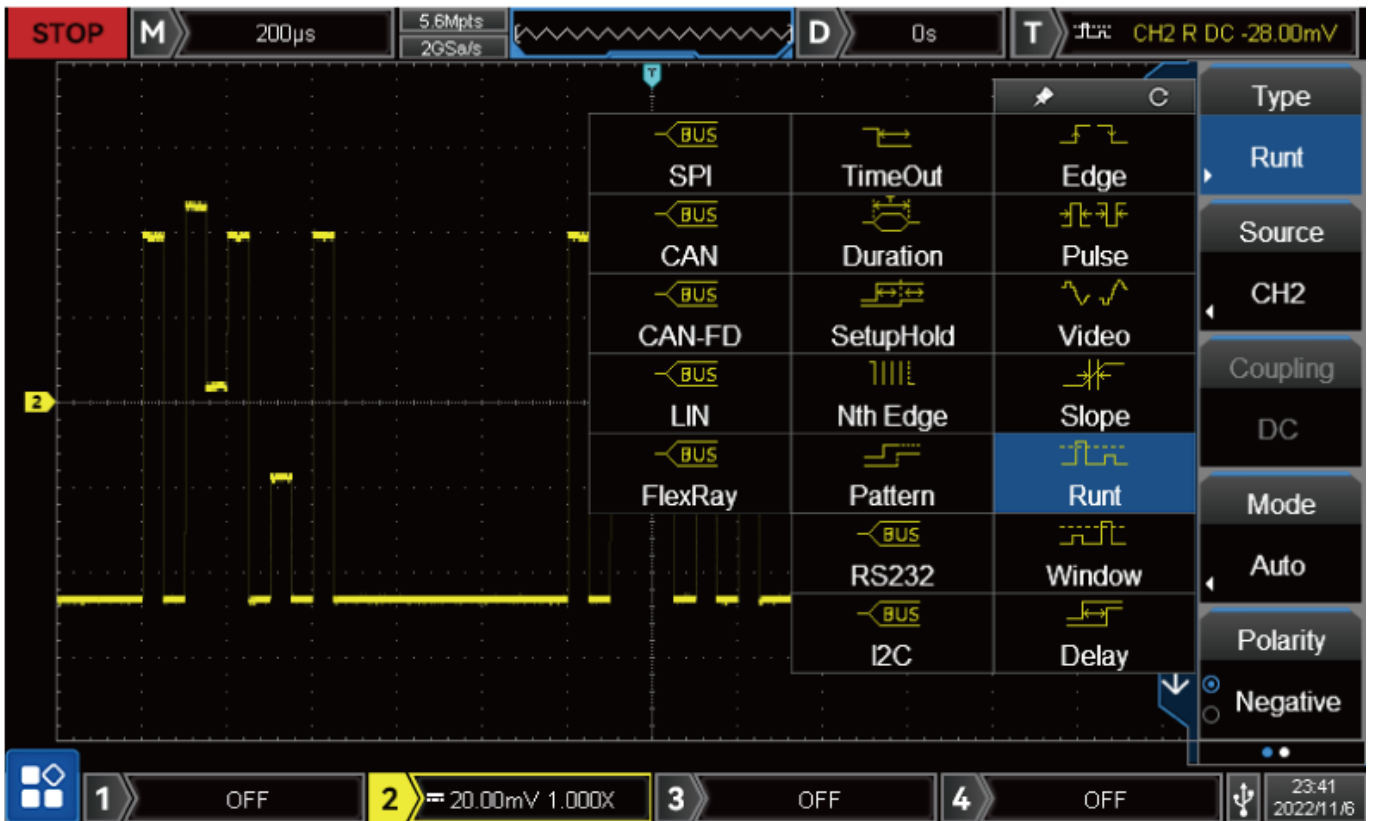 STOP
M
200μs
5.6Mpts
2GSa/s
D
0s
T
CH2 R DC -28.00mV
T
Type
Runt
Source
CH2
Coupling
DC
Mode
Auto
Polarity
Negative
BUS
SPI
TimeOut
Edge
BUS
CAN
Duration
Pulse
BUS
CAN-FD
SetupHold
Video
BUS
LIN
Nth Edge
Slope
BUS
FlexRay
Pattern
Runt
BUS
RS232
Window
BUS
I2C
Delay
2
1
OFF
2
20.00mV 1.000X
3
OFF
4
OFF
23:41
2022/11/6